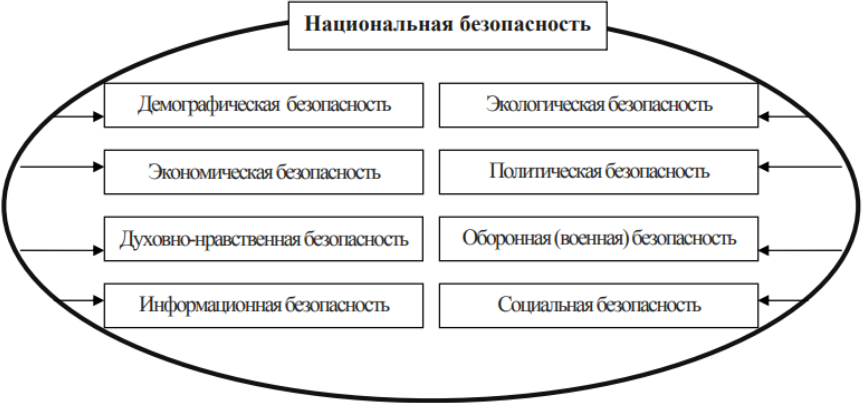 Национальная безопасность
Демографическая безопасность
Экологическая безопасность
Экономическая безопасность
Политическая безопасность
Духовно-нравственная безопасность
Оборонная (военная) безопасность
Информационная безопасность
Социальная безопасность